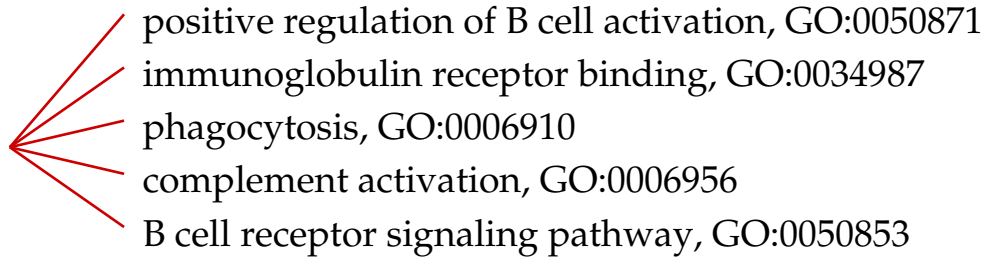 positive regulation of B cell activation, GO:0050871
immunoglobulin receptor binding, GO:0034987
phagocytosis, GO:0006910
complement activation, GO:0006956
B cell receptor signaling pathway, GO:0050853